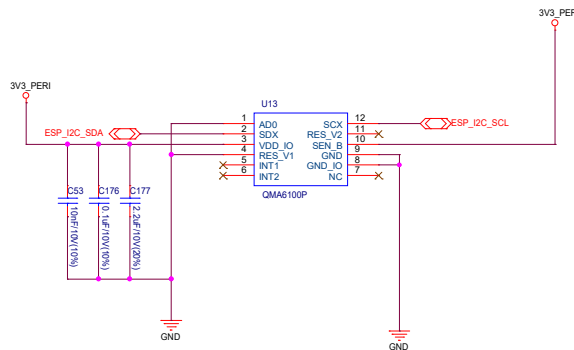 3V3_PER
3V3_PERI
U13
1 AD0 SCX 12
ESP_I2C_SCL
ESP_I2C_SDA
2 SDX RES_V2 11
3 VDD_IO SEN_B 10
4 RES_V1 GND 9
5 INT1 GND_IO 8
6 INT2 NC 7
QMA6100P
C53 C176 C177
10nF/10V(10%)
0.1uF/10V(10%)
2.2uF/10V(20%)
GND
GND